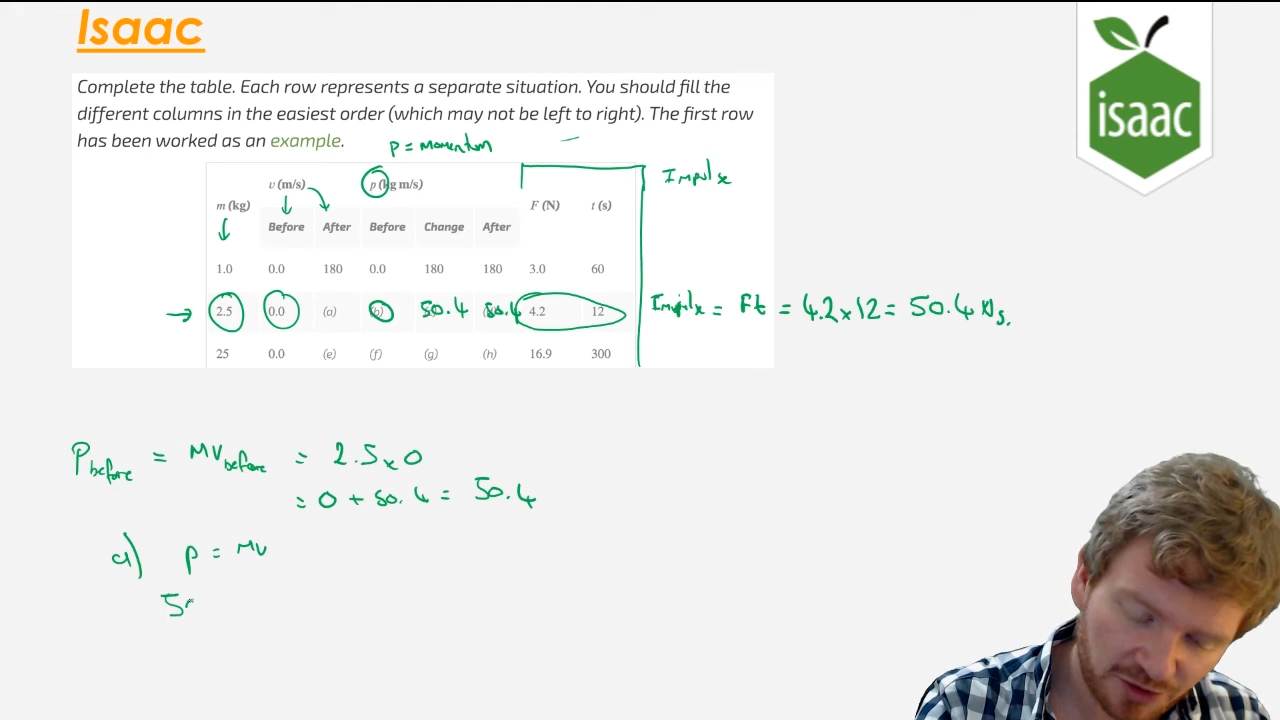 Isaac
isaac
Complete the table. Each row represents a separate situation. You should fill the
different columns in the easiest order (which may not be left to right). The first row
has been worked as an example.
p = momentum
Impulse
m (kg) υ (m/s) p (kg m/s) F (N) t (s)
Before After Before Change After
1.0 0.0 180 0.0 180 180 3.0 60
2.5 0.0 (a) (b) 50.4 50.4 4.2 12
Impulse = Ft = 4.2 x 12 = 50.4 Ns.
25 0.0 (e) (f) (g) (h) 16.9 300
P before = MV before = 2.5 x 0
= 0 + 50.4 = 50.4
a) p = mv
5